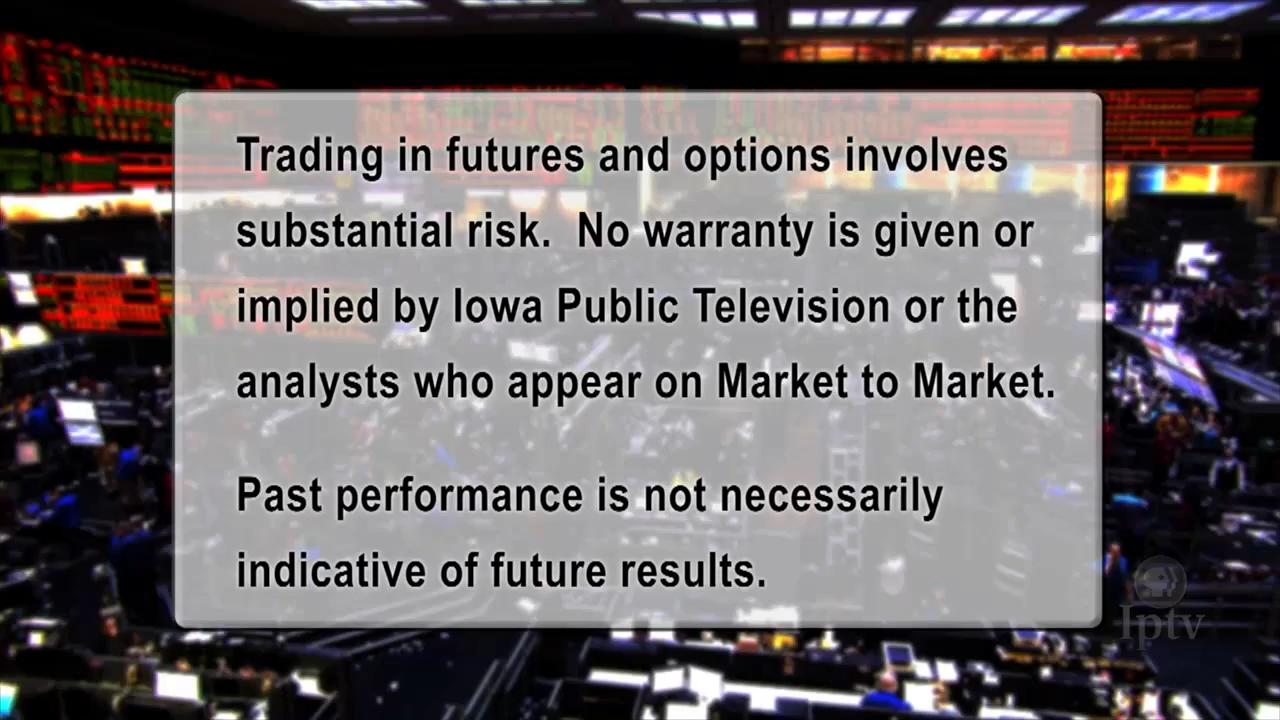 Trading in futures and options involves
substantial risk.  No warranty is given or
implied by Iowa Public Television or the
analysts who appear on Market to Market.
Past performance is not necessarily
indicative of future results.
Iptv